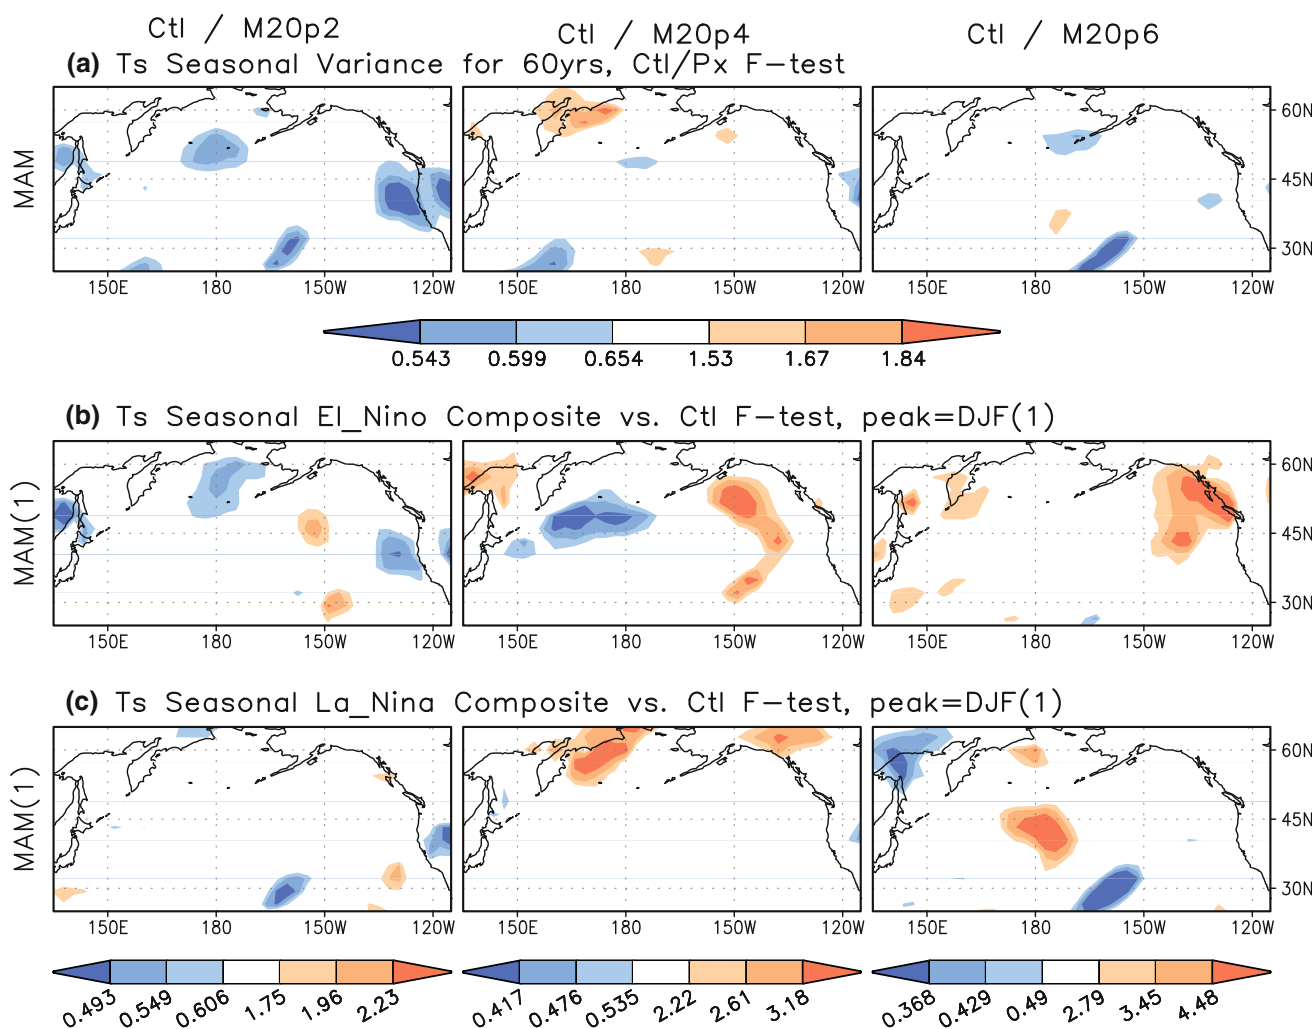 Ctl / M20p2 Ctl / M20p4 Ctl / M20p6
(a) Ts Seasonal Variance for 60yrs, Ctl/Px F-test
MAM
60N
45N
30N
150E 180 150W 120W 150E 180 150W 120W 150E 180 150W 120W
0.543 0.599 0.654 1.53 1.67 1.84
(b) Ts Seasonal El_Nino Composite vs. Ctl F-test, peak=DJF(1)
MAM(1)
60N
45N
30N
150E 180 150W 120W 150E 180 150W 120W 150E 180 150W 120W
(c) Ts Seasonal La_Nina Composite vs. Ctl F-test, peak=DJF(1)
MAM(1)
60N
45N
30N
150E 180 150W 120W 150E 180 150W 120W 150E 180 150W 120W
0.493 0.549 0.606 1.75 1.96 2.23 0.417 0.476 0.535 2.22 2.61 3.18 0.368 0.429 0.49 2.79 3.45 4.48